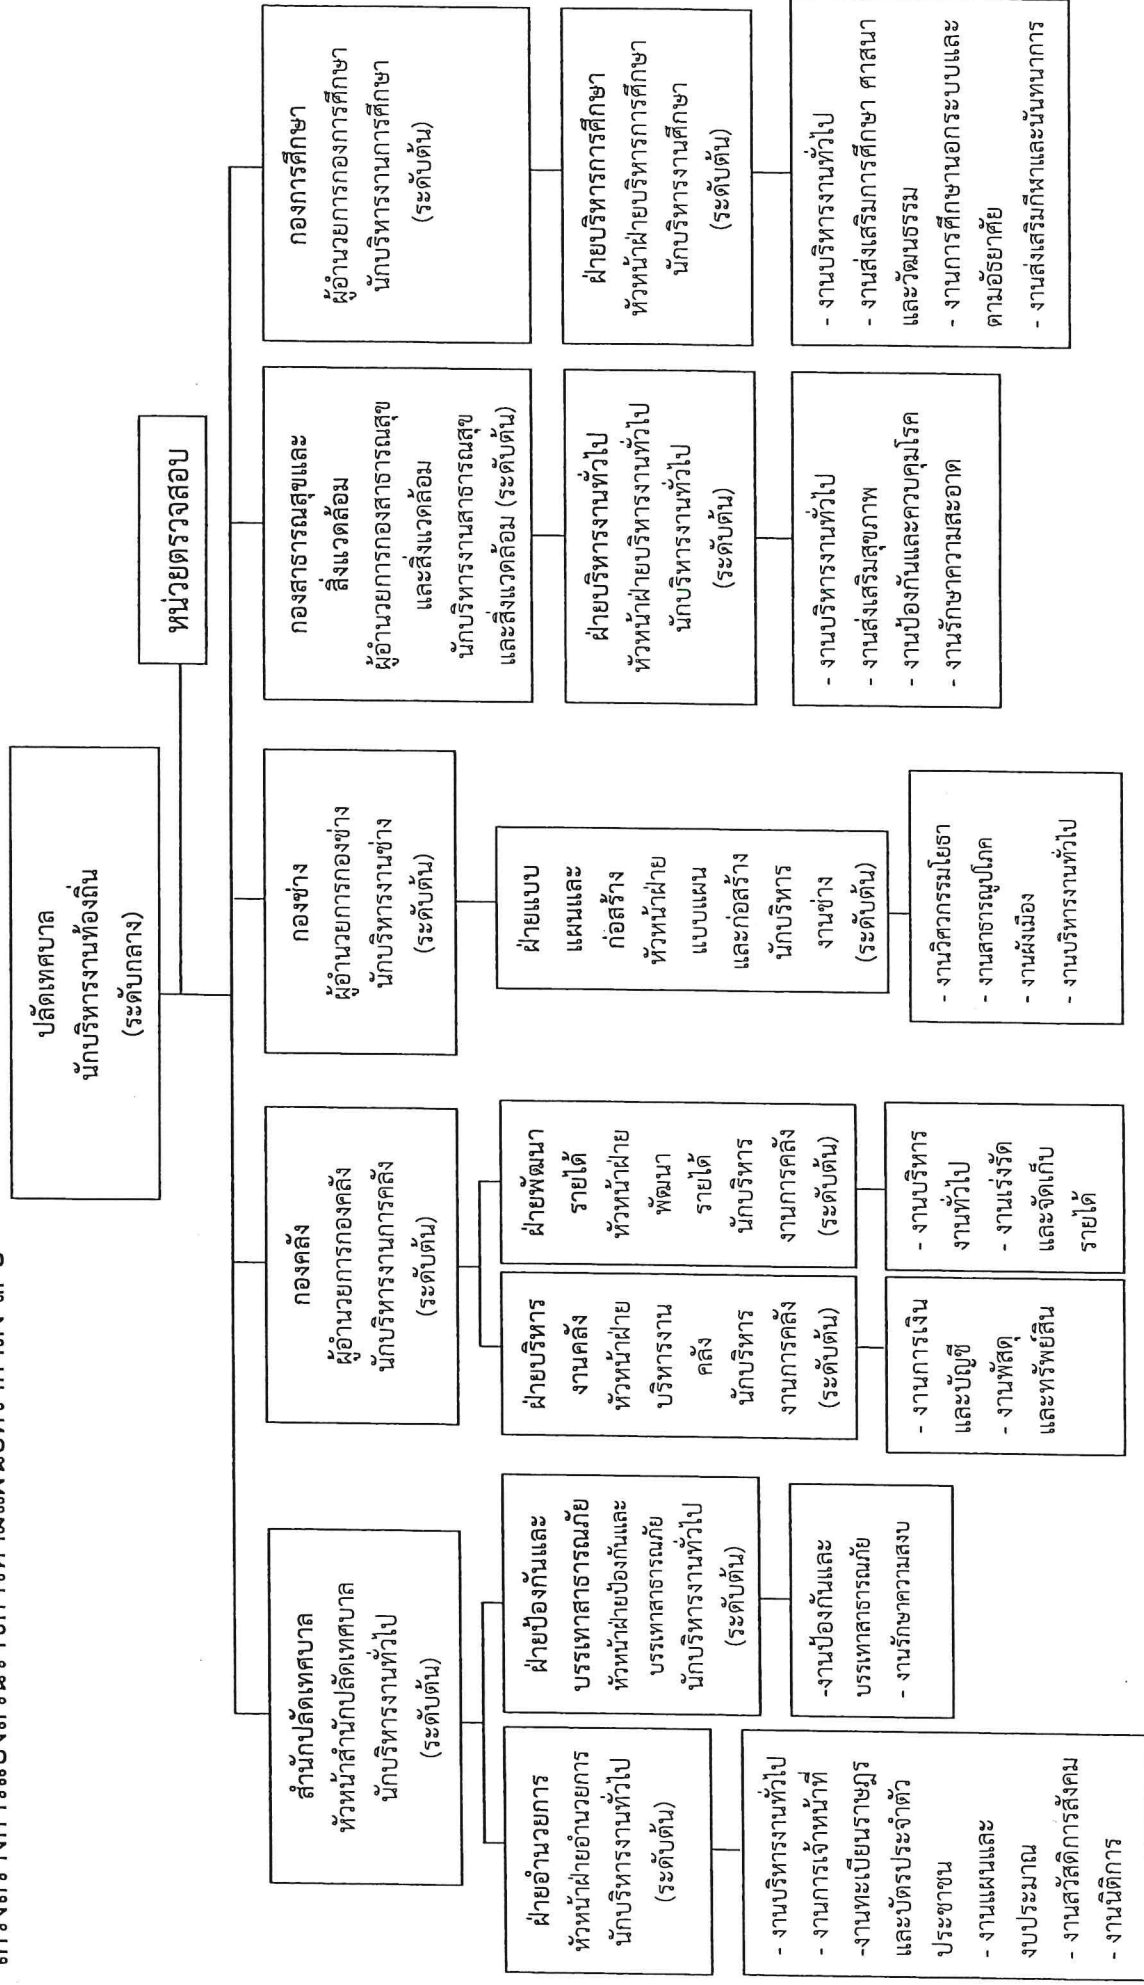 ปลัดเทศบาล
นักบริหารงานท้องถิ่น
(ระดับกลาง)
หน่วยตรวจสอบ
สำนักปลัดเทศบาล
หัวหน้าสำนักปลัดเทศบาล
นักบริหารงานทั่วไป
(ระดับต้น)
กองคลัง
ผู้อำนวยการกองคลัง
นักบริหารงานการคลัง
(ระดับต้น)
กองช่าง
ผู้อำนวยการกองช่าง
นักบริหารงานช่าง
(ระดับต้น)
กองสาธารณสุขและ
สิ่งแวดล้อม
ผู้อำนวยการกองสาธารณสุข
และสิ่งแวดล้อม
นักบริหารงานสาธารณสุข
และสิ่งแวดล้อม (ระดับต้น)
กองการศึกษา
ผู้อำนวยการกองการศึกษา
นักบริหารงานการศึกษา
(ระดับต้น)
ฝ่ายอำนวยการ
หัวหน้าฝ่ายอำนวยการ
นักบริหารงานทั่วไป
(ระดับต้น)
ฝ่ายป้องกันและ
บรรเทาสาธารณภัย
หัวหน้าฝ่ายป้องกันและ
บรรเทาสาธารณภัย
นักบริหารงานทั่วไป
(ระดับต้น)
ฝ่ายบริหาร
งานคลัง
หัวหน้าฝ่าย
บริหารงาน
คลัง
นักบริหาร
งานการคลัง
(ระดับต้น)
ฝ่ายพัฒนา
รายได้
หัวหน้าฝ่าย
พัฒนา
รายได้
นักบริหาร
งานการคลัง
(ระดับต้น)
ฝ่ายแบบ
แผนและ
ก่อสร้าง
หัวหน้าฝ่าย
แบบแผน
และก่อสร้าง
นักบริหาร
งานช่าง
(ระดับต้น)
ฝ่ายบริหารงานทั่วไป
หัวหน้าฝ่ายบริหารงานทั่วไป
นักบริหารงานทั่วไป
(ระดับต้น)
ฝ่ายบริหารการศึกษา
หัวหน้าฝ่ายบริหารการศึกษา
นักบริหารงานศึกษา
(ระดับต้น)
- งานบริหารงานทั่วไป
- งานการเจ้าหน้าที่
-งานทะเบียนราษฎร
และบัตรประจำตัว
ประชาชน
- งานแผนและ
งบประมาณ
- งานสวัสดิการสังคม
- งานนิติการ
-งานป้องกันและ
บรรเทาสาธารณภัย
- งานรักษาความสงบ
- งานการเงิน
และบัญชี
- งานพัสดุ
และทรัพย์สิน
- งานบริหาร
งานทั่วไป
- งานเร่งรัด
และจัดเก็บ
รายได้
- งานวิศวกรรมโยธา
- งานสาธารณูปโภค
- งานผังเมือง
- งานบริหารงานทั่วไป
- งานบริหารงานทั่วไป
- งานส่งเสริมสุขภาพ
- งานป้องกันและควบคุมโรค
- งานรักษาความสะอาด
- งานบริหารงานทั่วไป
- งานส่งเสริมการศึกษา ศาสนา
และวัฒนธรรม
- งานการศึกษานอกระบบและ
ตามอัธยาศัย
- งานส่งเสริมกีฬาและนันทนาการ